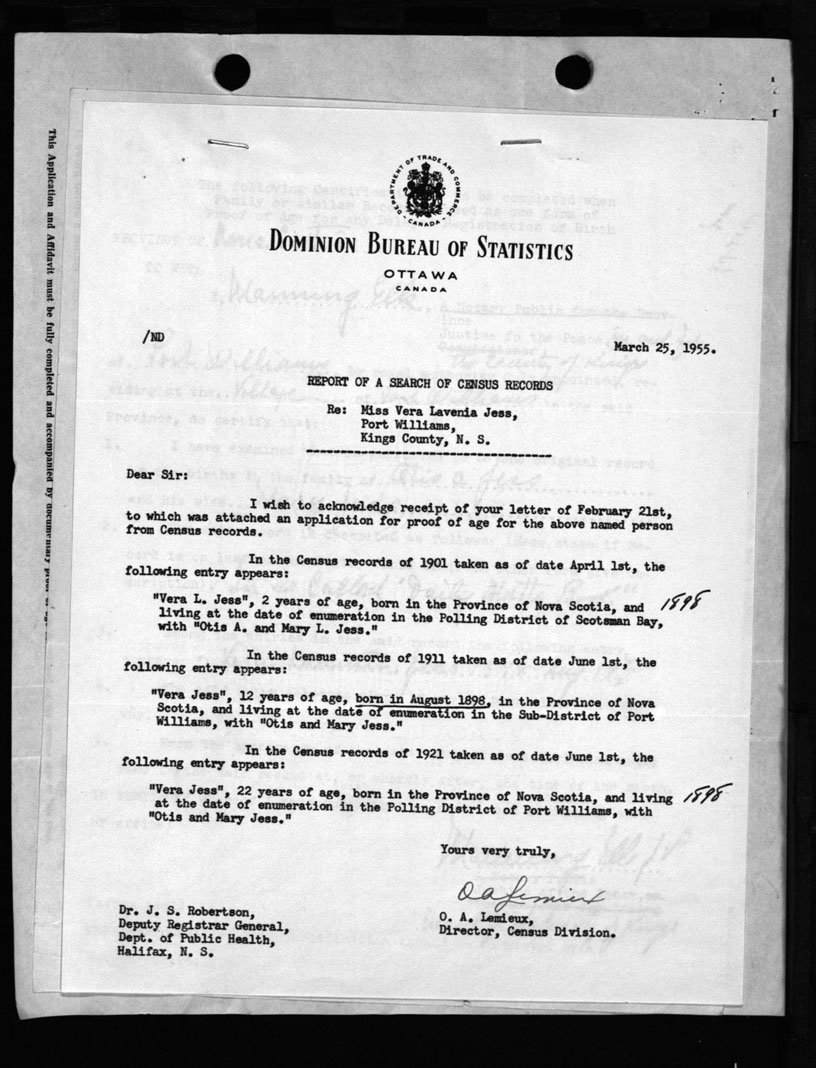 This Application and Affidavit must be fully completed and accompanied by documentary proof
DEPARTMENT OF TRADE AND COMMERCE
CANADA
DOMINION BUREAU OF STATISTICS
OTTAWA
CANADA
/ND
March 25, 1955.
REPORT OF A SEARCH OF CENSUS RECORDS
Re: Miss Vera Lavenia Jess,
Port Williams,
Kings County, N. S.
Dear Sir:
I wish to acknowledge receipt of your letter of February 21st,
to which was attached an application for proof of age for the above named person
from Census records.
In the Census records of 1901 taken as of date April 1st, the
following entry appears:
"Vera L. Jess", 2 years of age, born in the Province of Nova Scotia, and 1898
living at the date of enumeration in the Polling District of Scotsman Bay,
with "Otis A. and Mary L. Jess."
In the Census records of 1911 taken as of date June 1st, the
following entry appears:
"Vera Jess", 12 years of age, born in August 1898, in the Province of Nova
Scotia, and living at the date of enumeration in the Sub-District of Port
Williams, with "Otis and Mary Jess."
In the Census records of 1921 taken as of date June 1st, the
following entry appears:
"Vera Jess", 22 years of age, born in the Province of Nova Scotia, and living 1898
at the date of enumeration in the Polling District of Port Williams, with
"Otis and Mary Jess."
Yours very truly,
O A Lemieux
O. A. Lemieux,
Director, Census Division.
Dr. J. S. Robertson,
Deputy Registrar General,
Dept. of Public Health,
Halifax, N. S.